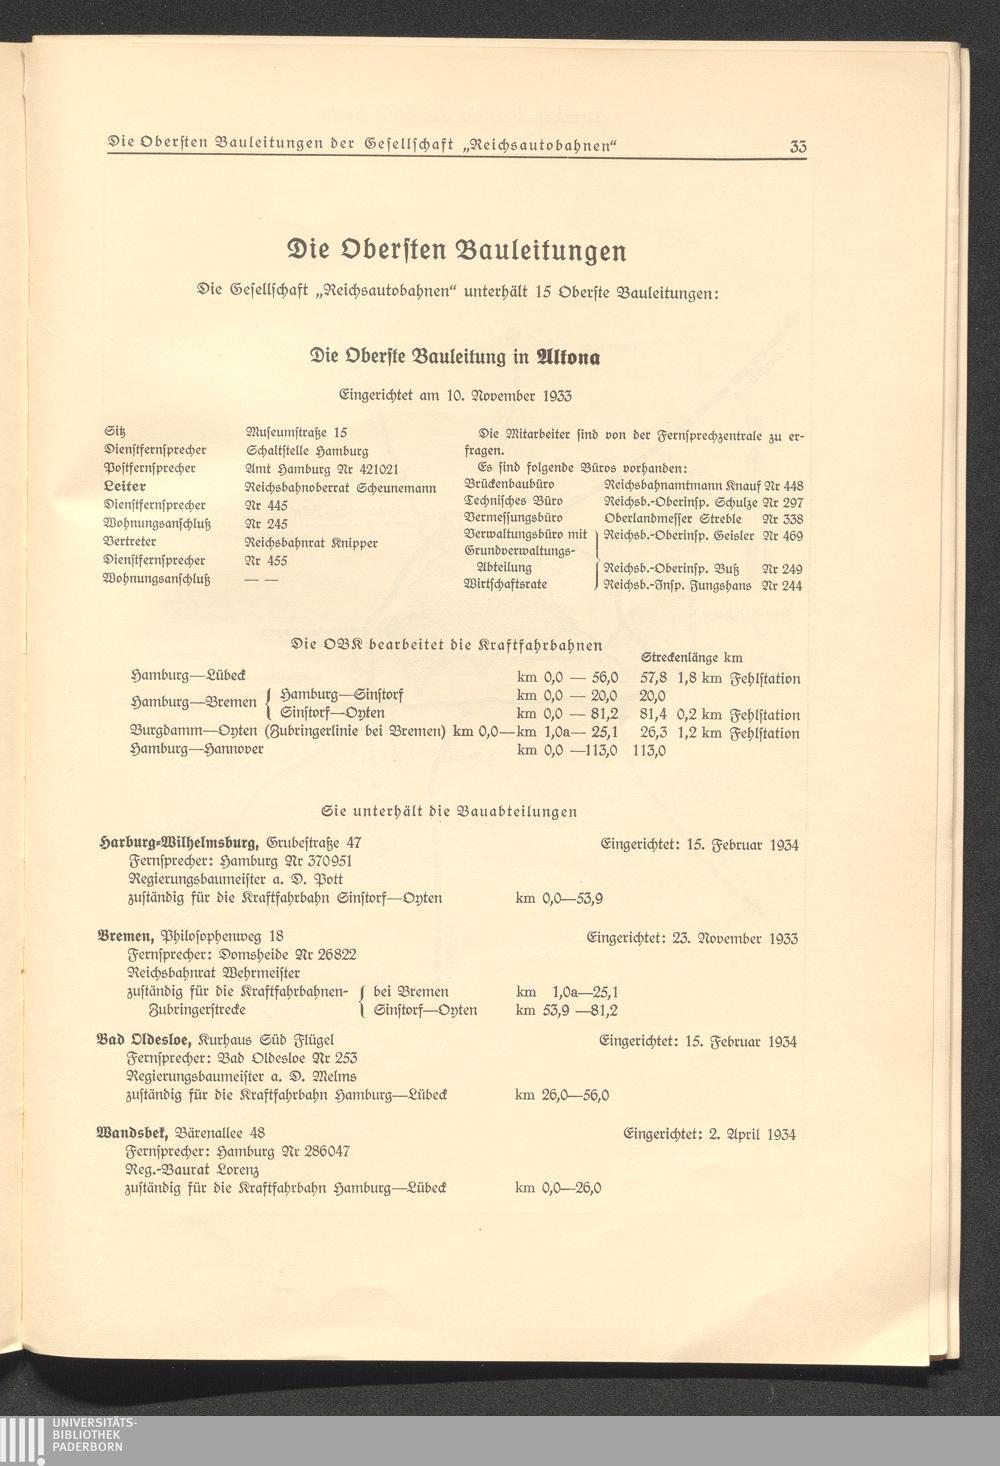 Die Obersten Bauleitungen der Gesellschaft „Reichsautobahnen“ 33
Die Obersten Bauleitungen
Die Gesellschaft „Reichsautobahnen“ unterhält 15 Oberste Bauleitungen:
Die Oberste Bauleitung in Altona
Eingerichtet am 10. November 1933
Sitz Museumstraße 15
Dienstfernsprecher Schaltstelle Hamburg
Postfernsprecher Amt Hamburg Nr 421021
Leiter Reichsbahnoberrat Scheunemann
Dienstfernsprecher Nr 445
Wohnungsanschluß Nr 245
Vertreter Reichsbahnrat Knipper
Dienstfernsprecher Nr 455
Wohnungsanschluß — —
Die Mitarbeiter sind von der Fernsprechzentrale zu er-
fragen.
Es sind folgende Büros vorhanden:
Brückenbaubüro Reichsbahnamtmann Knauf Nr 448
Technisches Büro Reichsb.-Oberinsp. Schulze Nr 297
Vermessungsbüro Oberlandmesser Streble Nr 338
Verwaltungsbüro mit } Reichsb.-Oberinsp. Geisler Nr 469
Grundverwaltungs-
Abteilung Reichsb.-Oberinsp. Buß Nr 249
Wirtschaftsrate Reichsb.-Insp. Jungshans Nr 244
Die OBK bearbeitet die Kraftfahrbahnen
Streckenlänge km
Hamburg—Lübeck km 0,0 — 56,0 57,8 1,8 km Fehlstation
Hamburg—Bremen { Hamburg—Sinstorf km 0,0 — 20,0 20,0
Sinstorf—Oyten km 0,0 — 81,2 81,4 0,2 km Fehlstation
Burgdamm—Oyten (Zubringerlinie bei Bremen) km 0,0—km 1,0a— 25,1 26,3 1,2 km Fehlstation
Hamburg—Hannover km 0,0 —113,0 113,0
Sie unterhält die Bauabteilungen
Harburg-Wilhelmsburg, Grubestraße 47 Eingerichtet: 15. Februar 1934
Fernsprecher: Hamburg Nr 370951
Regierungsbaumeister a. D. Pott
zuständig für die Kraftfahrbahn Sinstorf—Oyten km 0,0—53,9
Bremen, Philosophenweg 18 Eingerichtet: 23. November 1933
Fernsprecher: Domsheide Nr 26822
Reichsbahnrat Wehrmeister
zuständig für die Kraftfahrbahnen- { bei Bremen km 1,0a—25,1
Zubringerstrecke Sinstorf—Oyten km 53,9 —81,2
Bad Oldesloe, Kurhaus Süd Flügel Eingerichtet: 15. Februar 1934
Fernsprecher: Bad Oldesloe Nr 253
Regierungsbaumeister a. D. Melms
zuständig für die Kraftfahrbahn Hamburg—Lübeck km 26,0—56,0
Wandsbek, Bärenallee 48 Eingerichtet: 2. April 1934
Fernsprecher: Hamburg Nr 286047
Reg.-Baurat Lorenz
zuständig für die Kraftfahrbahn Hamburg—Lübeck km 0,0—26,0
UNIVERSITÄTS-
BIBLIOTHEK
PADERBORN